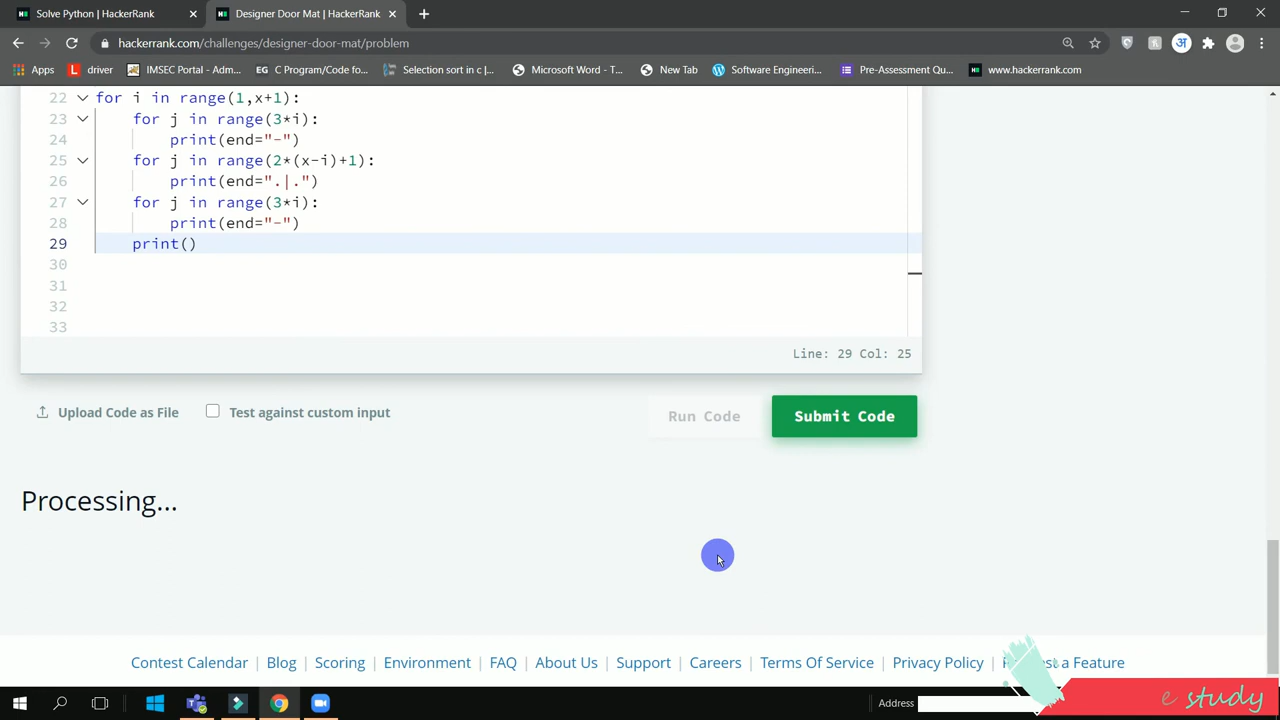 Solve Python | HackerRank
Designer Door Mat | HackerRank
hackerrank.com/challenges/designer-door-mat/problem
Apps
driver
IMSEC Portal - Adm...
C Program/Code fo...
Selection sort in c |...
Microsoft Word - T...
New Tab
Software Engineeri...
Pre-Assessment Qu...
www.hackerrank.com
22 for i in range(1,x+1):
23 for j in range(3*i):
24 print(end="-")
25 for j in range(2*(x-i)+1):
26 print(end=".|.")
27 for j in range(3*i):
28 print(end="-")
29 print()
30
31
32
33
Line: 29 Col: 25
Upload Code as File
Test against custom input
Run Code
Submit Code
Processing...
Contest Calendar | Blog | Scoring | Environment | FAQ | About Us | Support | Careers | Terms Of Service | Privacy Policy | a Feature
Address
e study